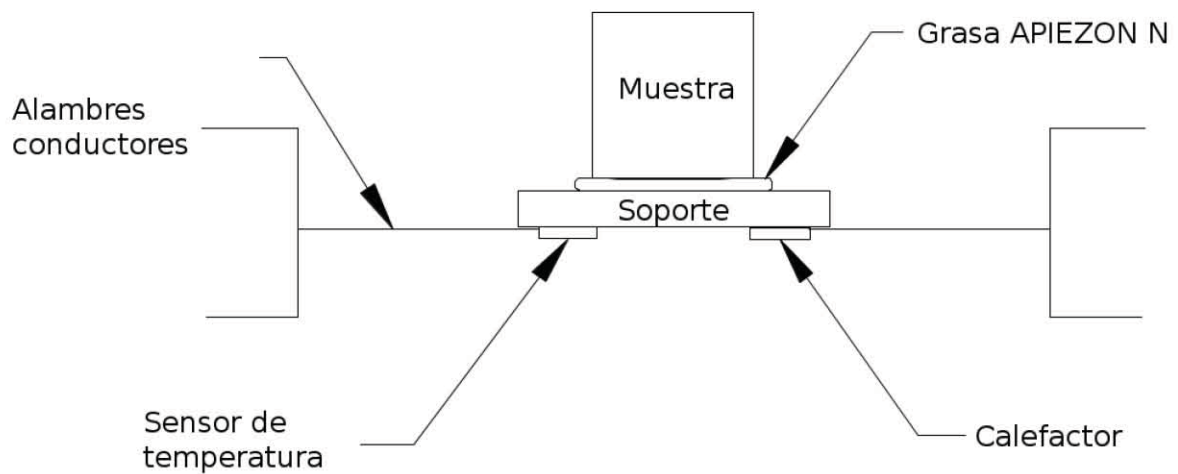 Grasa APIEZON N
Muestra
Alambres
conductores
Soporte
Sensor de
temperatura
Calefactor